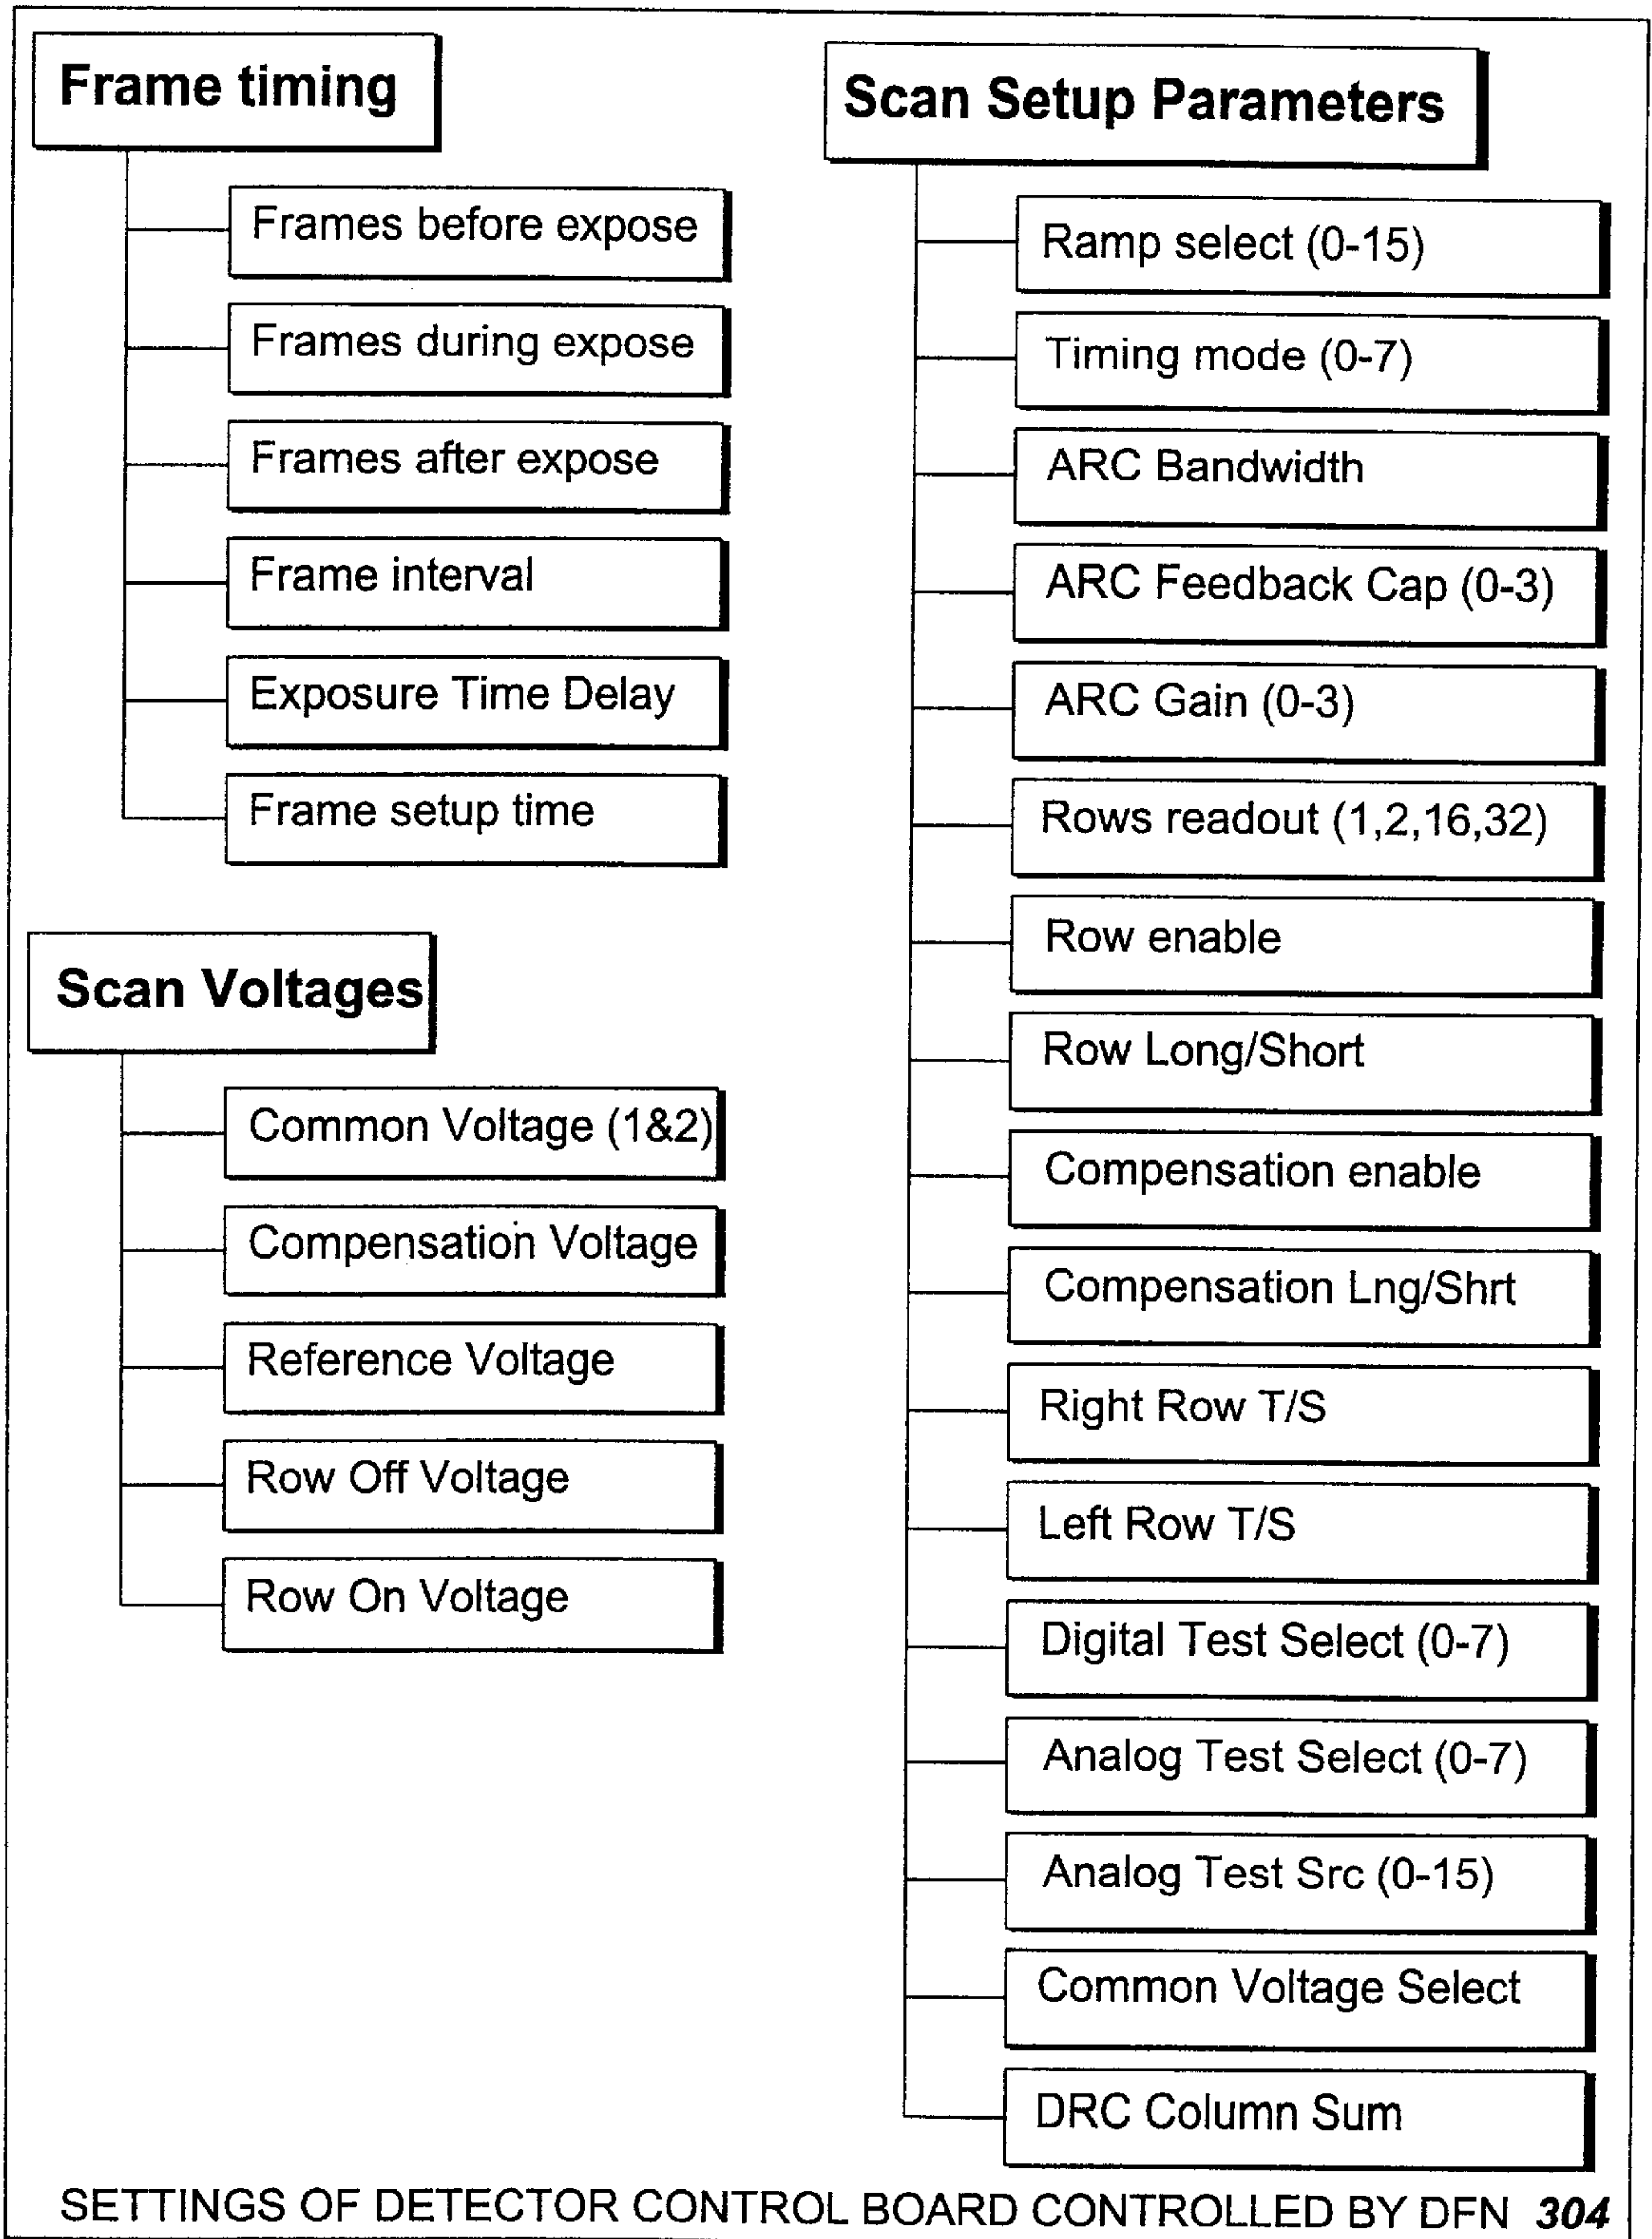 Frame timing
Frames before expose
Frames during expose
Frames after expose
Frame interval
Exposure Time Delay
Frame setup time
Scan Voltages
Common Voltage (1&2)
Compensation Voltage
Reference Voltage
Row Off Voltage
Row On Voltage
Scan Setup Parameters
Ramp select (0-15)
Timing mode (0-7)
ARC Bandwidth
ARC Feedback Cap (0-3)
ARC Gain (0-3)
Rows readout (1,2,16,32)
Row enable
Row Long/Short
Compensation enable
Compensation Lng/Shrt
Right Row T/S
Left Row T/S
Digital Test Select (0-7)
Analog Test Select (0-7)
Analog Test Src (0-15)
Common Voltage Select
DRC Column Sum
SETTINGS OF DETECTOR CONTROL BOARD CONTROLLED BY DFN 304